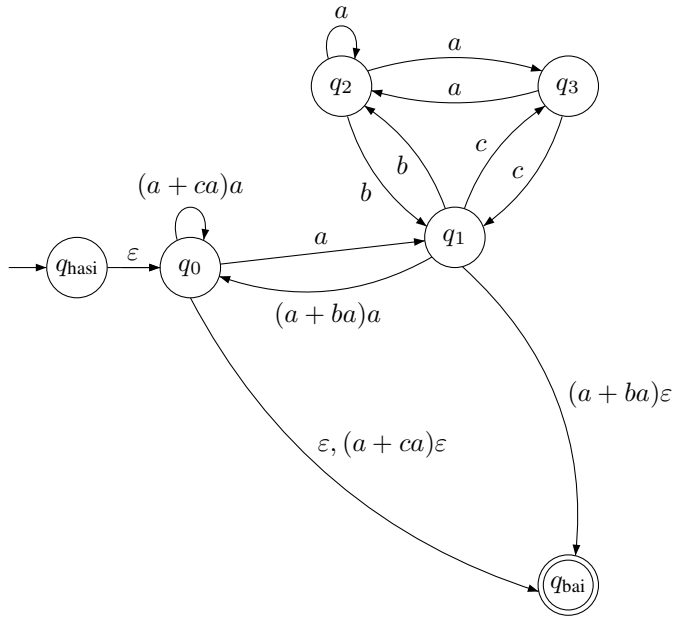 a
a
q₂
q₃
a
c
b
c
b
(a + ca)a
a
q₁
ε
q_hasi
q₀
(a + ba)a
(a + ba)ε
ε, (a + ca)ε
q_bai